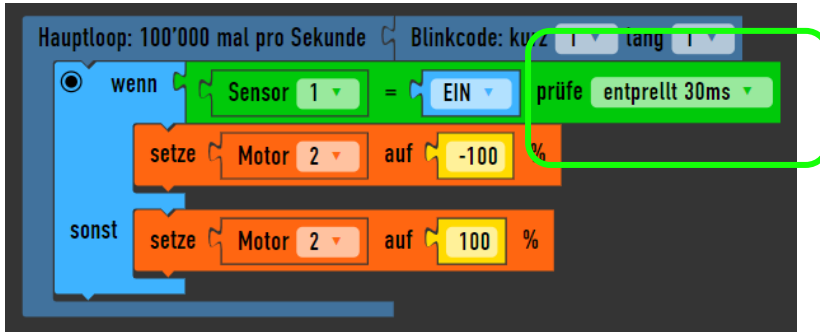 Hauptloop: 100'000 mal pro Sekunde Blinkcode: kurz 1 lang 1
wenn Sensor 1 = EIN prüfe entprellt 30ms
setze Motor 2 auf -100 %
sonst setze Motor 2 auf 100 %